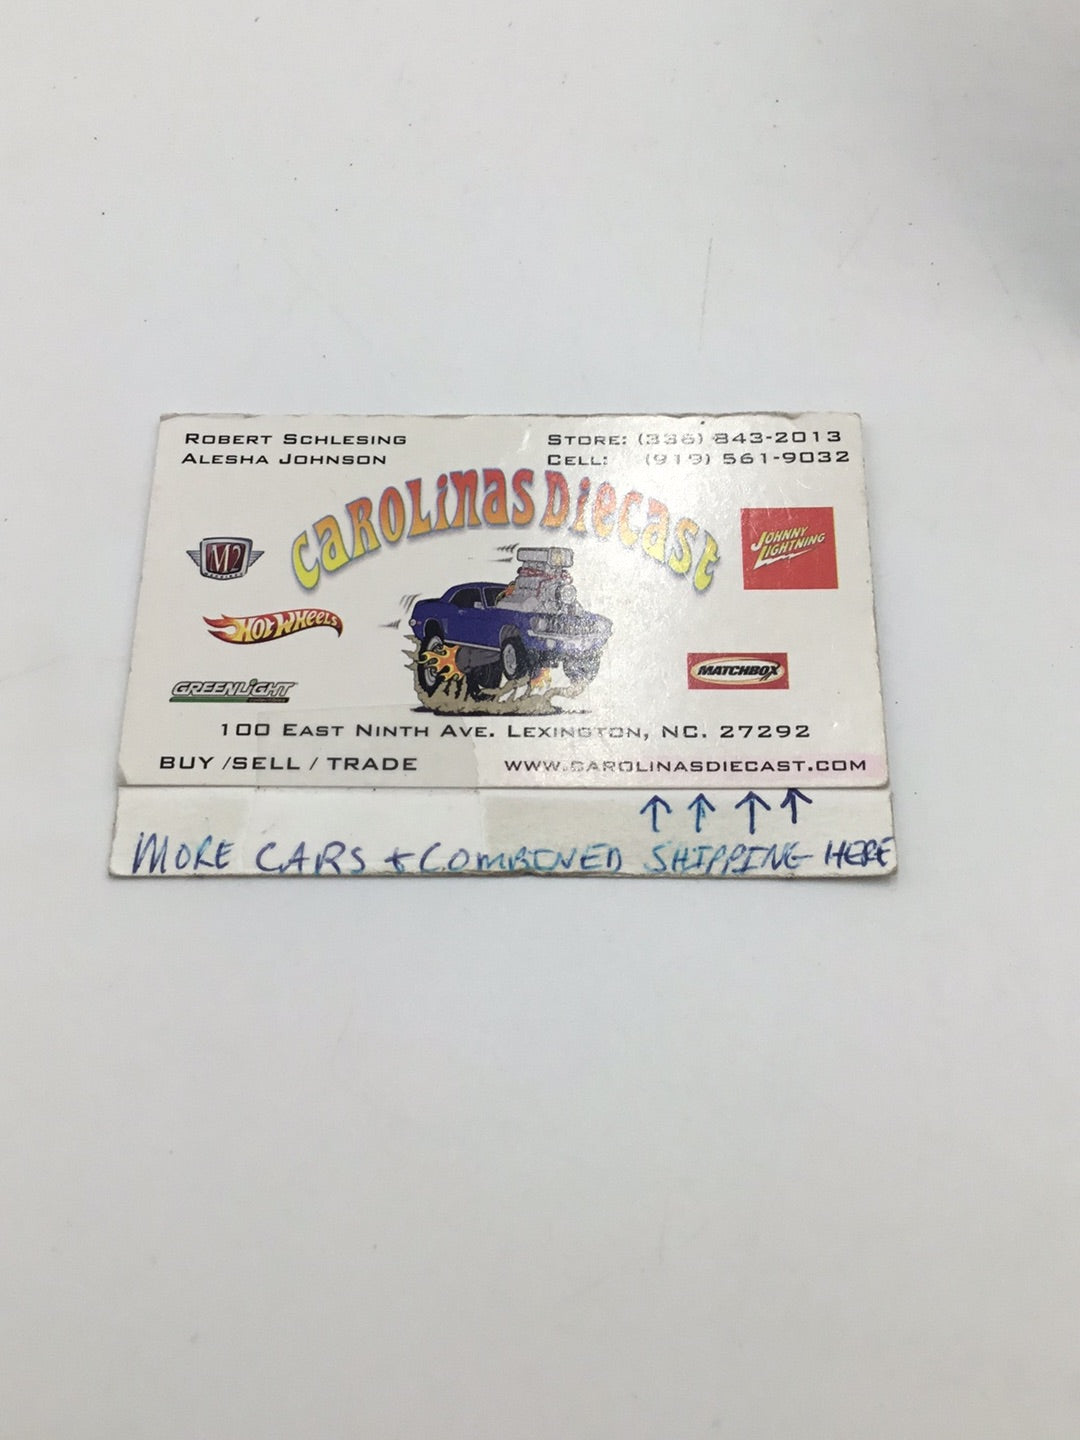 ROBERT SCHLESING
ALESHA JOHNSON
STORE: (336) 843-2013
CELL: (919) 561-9032
CAROLINAS DIECAST
M2
JOHNNY LIGHTNING
HOT WHEELS
MATCHBOX
GREENLIGHT
100 EAST NINTH AVE. LEXINGTON, NC. 27292
BUY /SELL / TRADE
WWW.CAROLINASDIECAST.COM
MORE CARS & COMBINED SHIPPING HERE